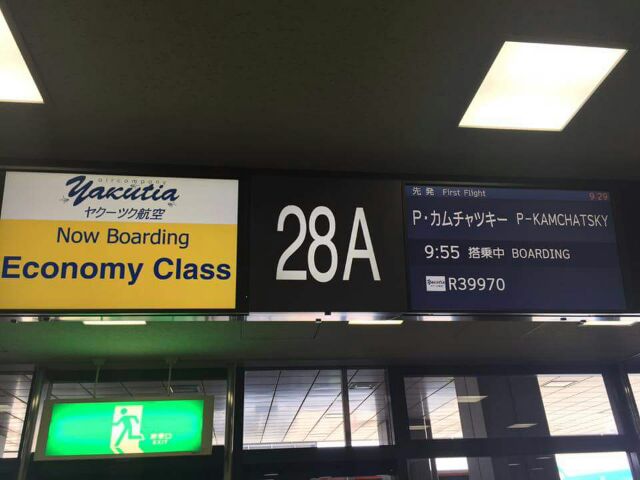 aircompany
Yakutia
ヤクーツク航空
Now Boarding
Economy Class
28A
先発 First Flight 9:29
P・カムチャツキー P-KAMCHATSKY
9:55 搭乗中 BOARDING
Yakutia R39970
非常口
EXIT